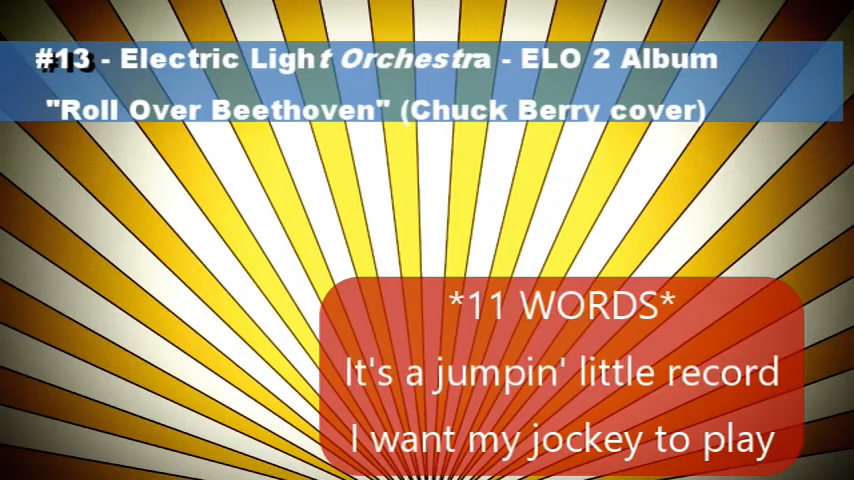 #13 - Electric Light Orchestra - ELO 2 Album
"Roll Over Beethoven" (Chuck Berry cover)
*11 WORDS*
It's a jumpin' little record
I want my jockey to play